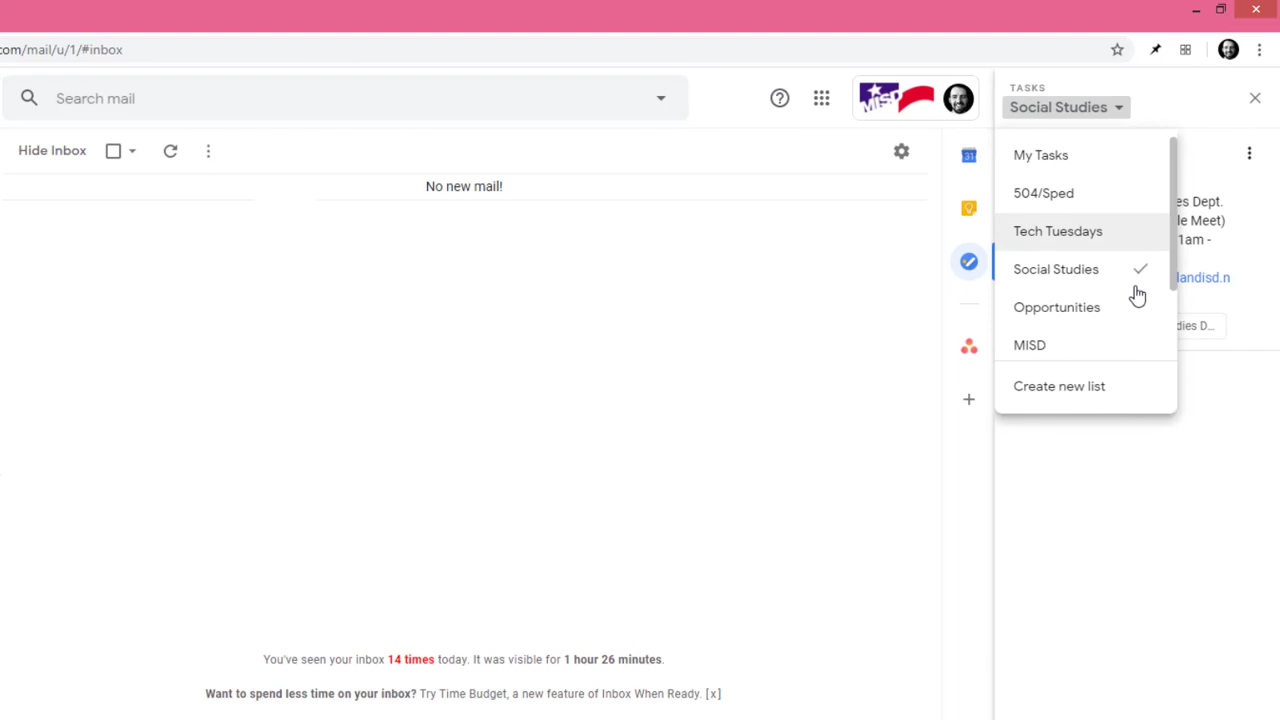 com/mail/u/1/#inbox
Search mail
MISD
TASKS
Social Studies
Hide Inbox
No new mail!
31
My Tasks
504/Sped
Tech Tuesdays
Social Studies
Opportunities
MISD
Create new list
es Dept.
le Meet)
1am -
landisd.n
dies D...
You've seen your inbox 14 times today. It was visible for 1 hour 26 minutes.
Want to spend less time on your inbox? Try Time Budget, a new feature of Inbox When Ready. [x]